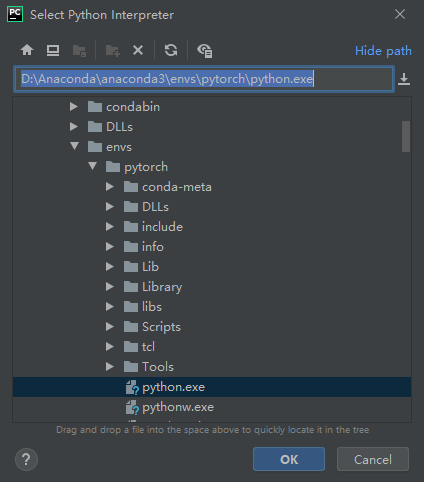 PC Select Python Interpreter
Hide path
D:\Anaconda\anaconda3\envs\pytorch\python.exe
condabin
DLLs
envs
pytorch
conda-meta
DLLs
include
info
Lib
Library
libs
Scripts
tcl
Tools
python.exe
pythonw.exe
Drag and drop a file into the space above to quickly locate it in the tree
? OK Cancel